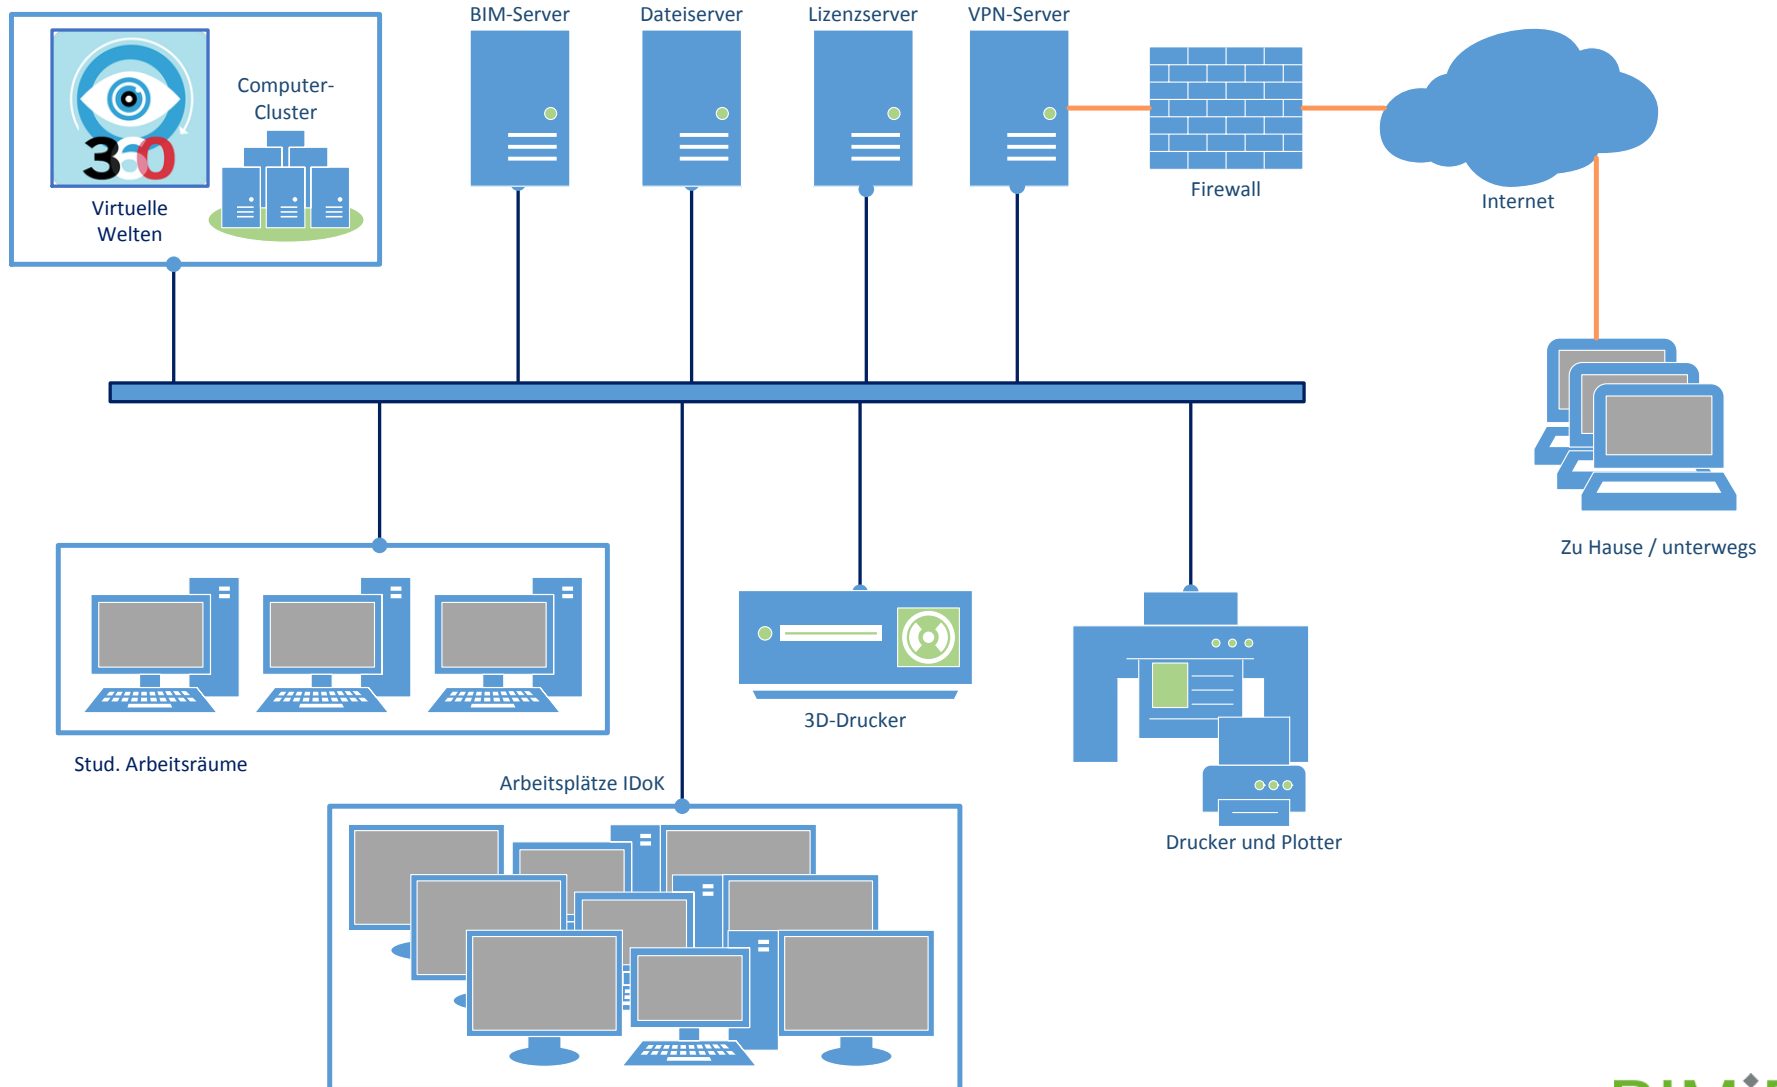 BIM-Server
Dateiserver
Lizenzserver
VPN-Server
Computer-
Cluster
360
Virtuelle
Welten
Firewall
Internet
Zu Hause / unterwegs
3D-Drucker
Stud. Arbeitsräume
Arbeitsplätze IDoK
Drucker und Plotter